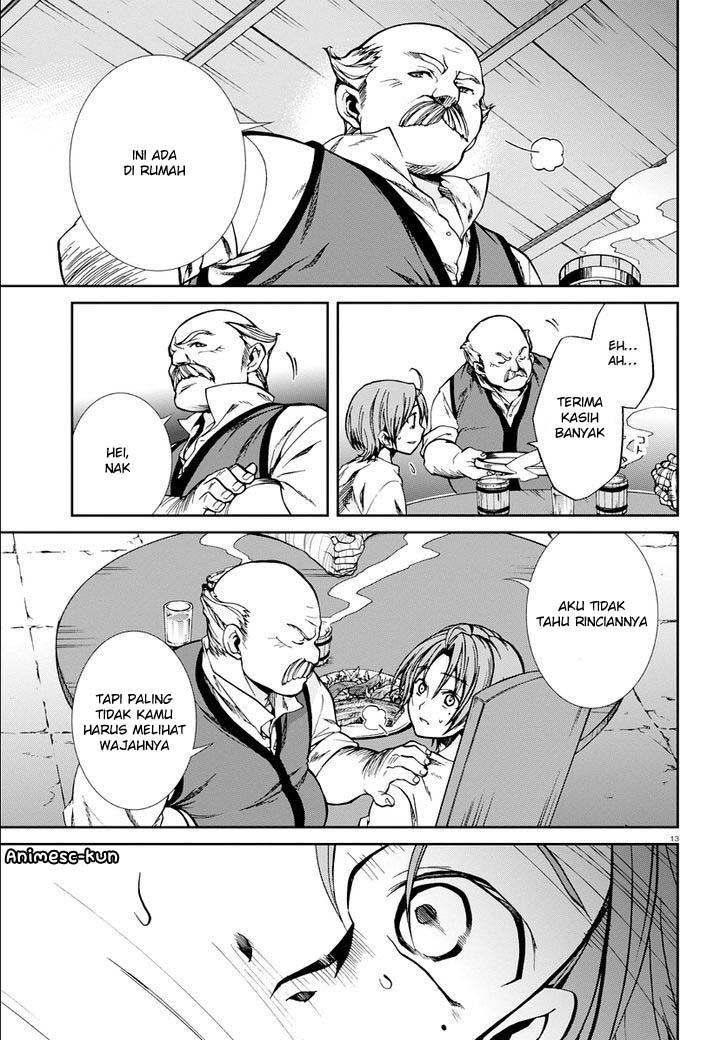 INI ADA
DI RUMAH
EH...
AH...
TERIMA
KASIH
BANYAK
HEI,
NAK
AKU TIDAK
TAHU RINCIANNYA
TAPI PALING
TIDAK KAMU
HARUS MELIHAT
WAJAHNYA
13
Animesc-kun